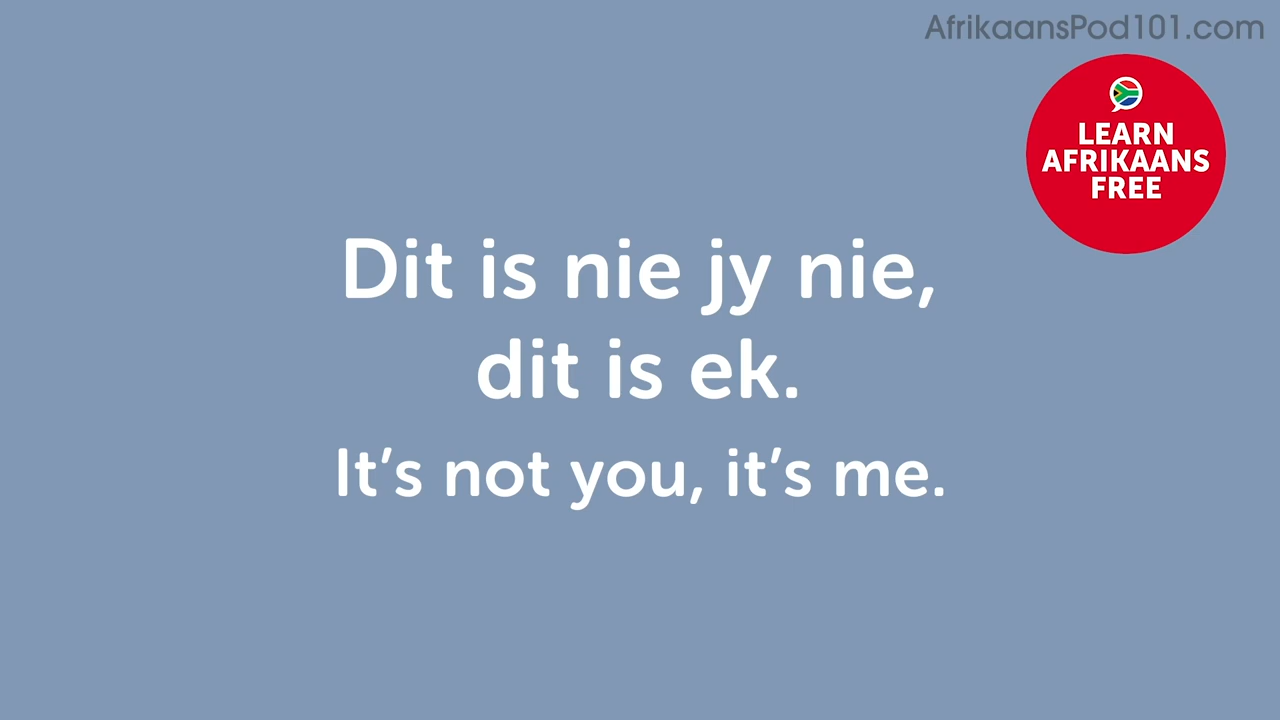 AfrikaansPod101.com
LEARN
AFRIKAANS
FREE
Dit is nie jy nie,
dit is ek.
It’s not you, it’s me.